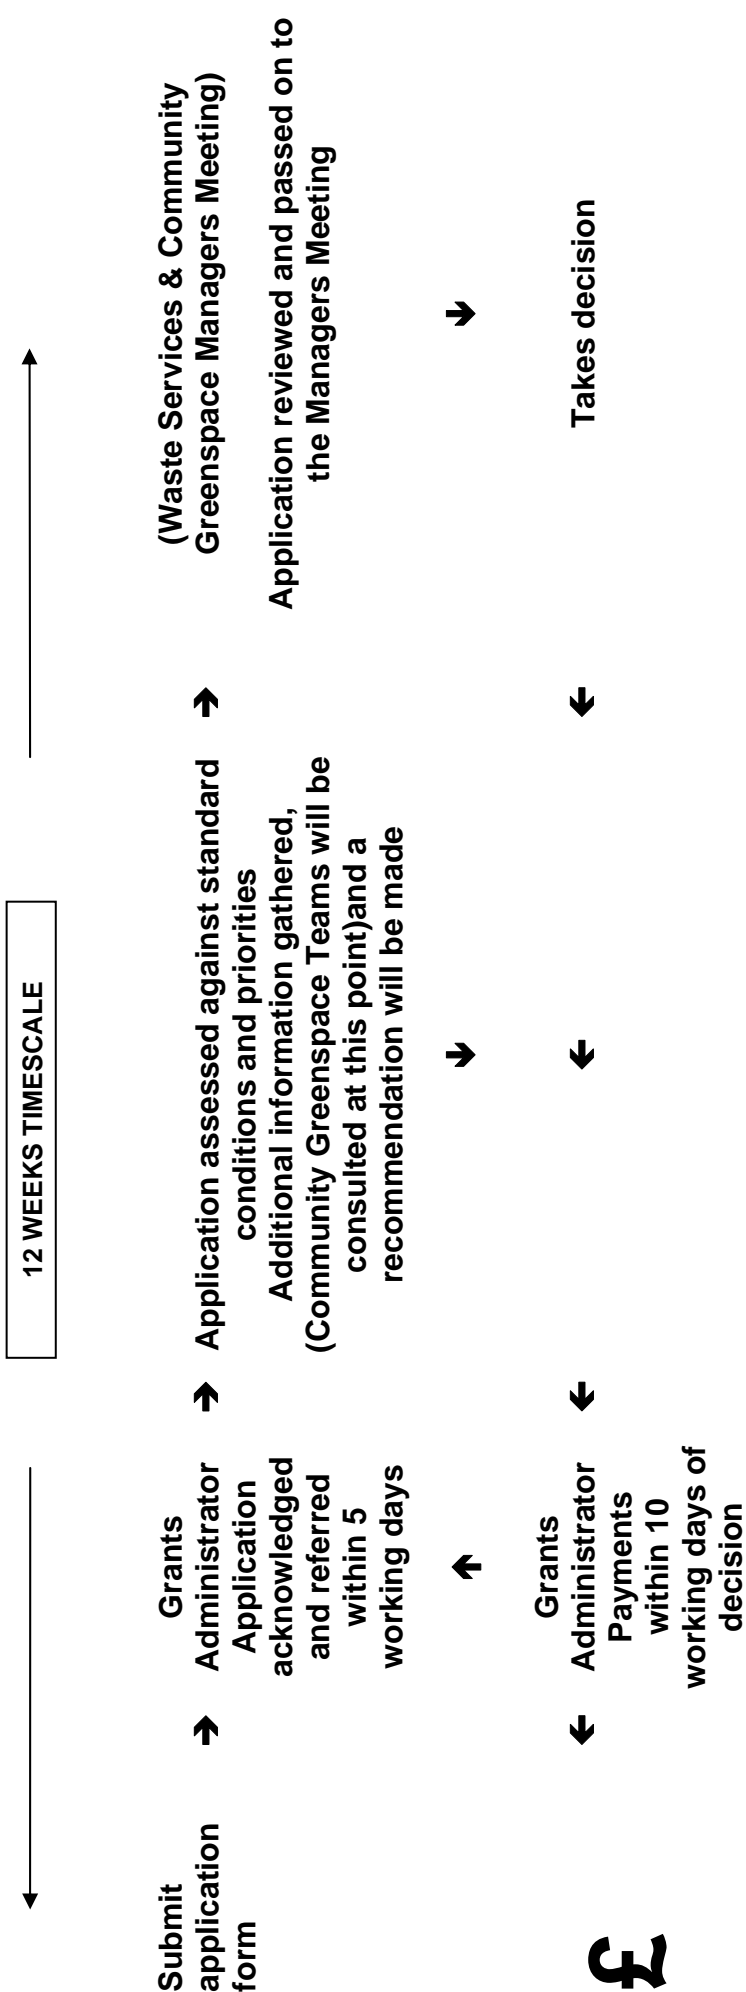 12 WEEKS TIMESCALE
Submit
application
form
➔
Grants
Administrator
Application
acknowledged
and referred
within 5
working days
➔
Application assessed against standard
conditions and priorities
Additional information gathered,
(Community Greenspace Teams will be
consulted at this point)and a
recommendation will be made
➔
(Waste Services & Community
Greenspace Managers Meeting)
Application reviewed and passed on to
the Managers Meeting
£
Grants
Administrator
Payments
within 10
working days of
decision
Takes decision